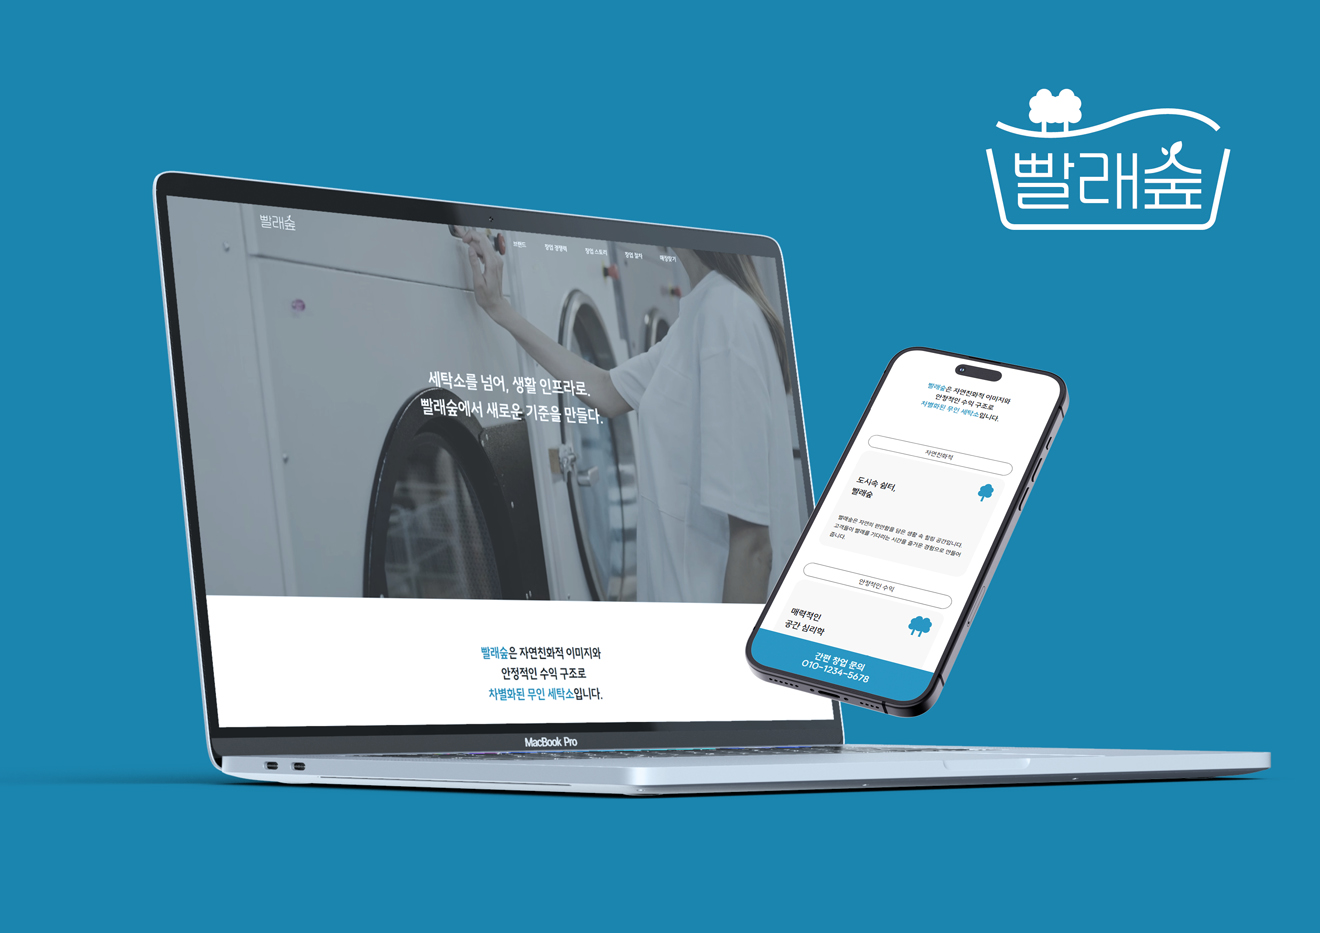 빨래숲
빨래숲
브랜드
창업 경쟁력
창업 스토리
창업 절차
매장찾기
세탁소를 넘어, 생활 인프라로.
빨래숲에서 새로운 기준을 만들다.
빨래숲은 자연친화적 이미지와
안정적인 수익 구조로
차별화된 무인 세탁소입니다.
MacBook Pro
빨래숲은 자연친화적 이미지와
안정적인 수익 구조로
차별화된 무인 세탁소입니다.
자연친화적
도시속 쉼터,
빨래숲
빨래숲은 자연의 편안함을 담은 생활 속 힐링 공간입니다.
고객들이 빨래를 기다리는 시간을 즐거운 경험으로 만들어
줍니다.
안정적인 수익
매력적인
공간 심리학
간편 창업 문의
010-1234-5678